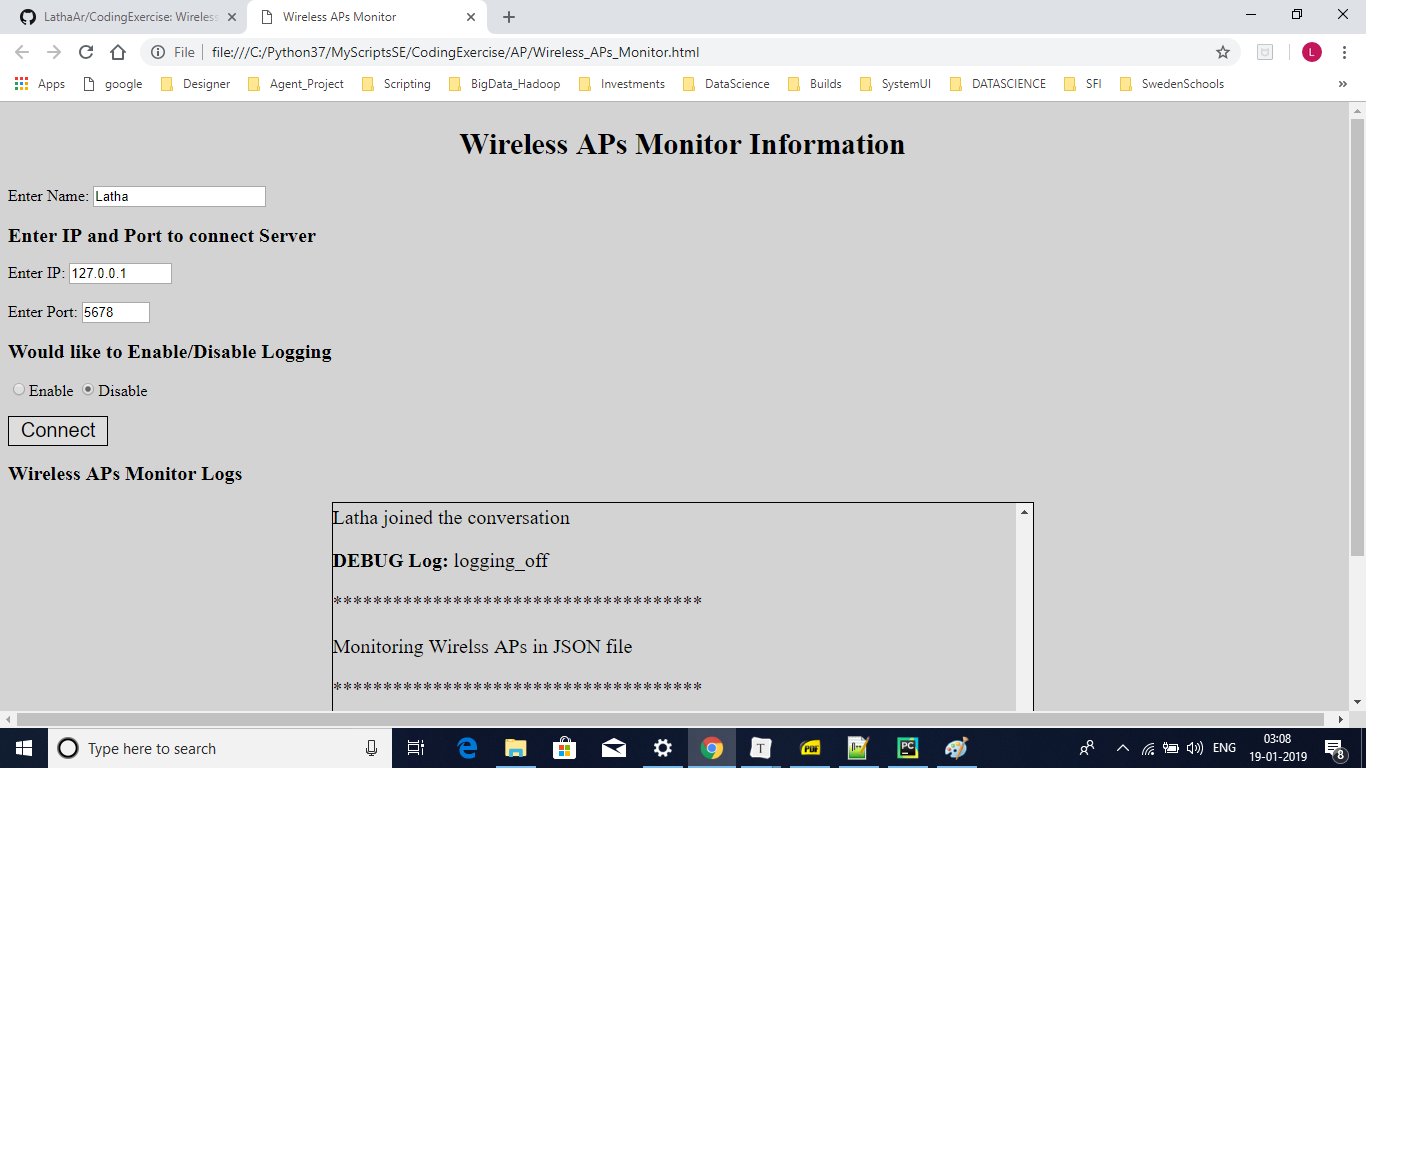 LathaAr/CodingExercise: Wireless
Wireless APs Monitor
File
file:///C:/Python37/MyScriptsSE/CodingExercise/AP/Wireless_APs_Monitor.html
L
Apps google Designer Agent_Project Scripting BigData_Hadoop Investments DataScience Builds SystemUI DATASCIENCE SFI SwedenSchools »
Wireless APs Monitor Information
Enter Name: Latha
Enter IP and Port to connect Server
Enter IP: 127.0.0.1
Enter Port: 5678
Would like to Enable/Disable Logging
Enable Disable
Connect
Wireless APs Monitor Logs
Latha joined the conversation
DEBUG Log: logging_off
*************************************
Monitoring Wirelss APs in JSON file
*************************************
Type here to search
T
PDF
PC
ENG
03:08
19-01-2019
8